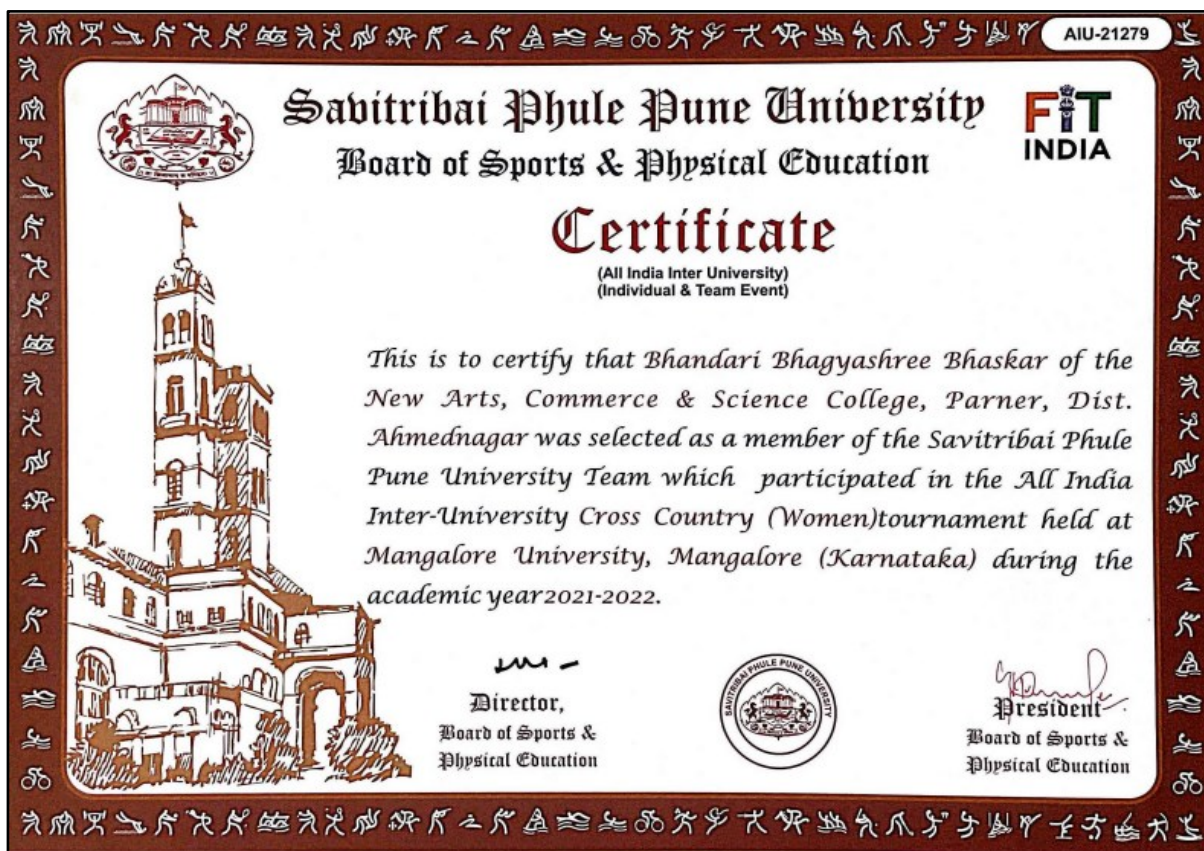 AIU-21279
Savitribai Phule Pune University
Board of Sports & Physical Education
FIT
INDIA
Certificate
(All India Inter University)
(Individual & Team Event)
This is to certify that Bhandari Bhagyashree Bhaskar of the
New Arts, Commerce & Science College, Parner, Dist.
Ahmednagar was selected as a member of the Savitribai Phule
Pune University Team which participated in the All India
Inter-University Cross Country (Women)tournament held at
Mangalore University, Mangalore (Karnataka) during the
academic year2021-2022.
Director,
Board of Sports &
Physical Education
SAVITRIBAI PHULE PUNE UNIVERSITY
President
Board of Sports &
Physical Education